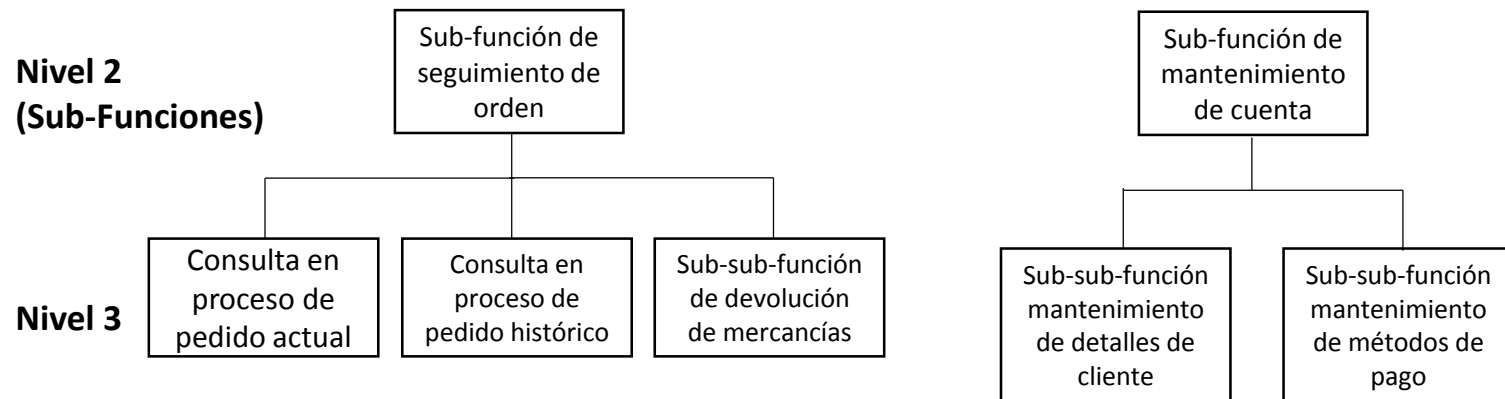 Nivel 2
(Sub-Funciones)
Sub-función de
seguimiento de
orden
Sub-función de
mantenimiento
de cuenta
Nivel 3
Consulta en
proceso de
pedido actual
Consulta en
proceso de
pedido histórico
Sub-sub-función
de devolución
de mercancías
Sub-sub-función
mantenimiento
de detalles de
cliente
Sub-sub-función
mantenimiento
de métodos de
pago